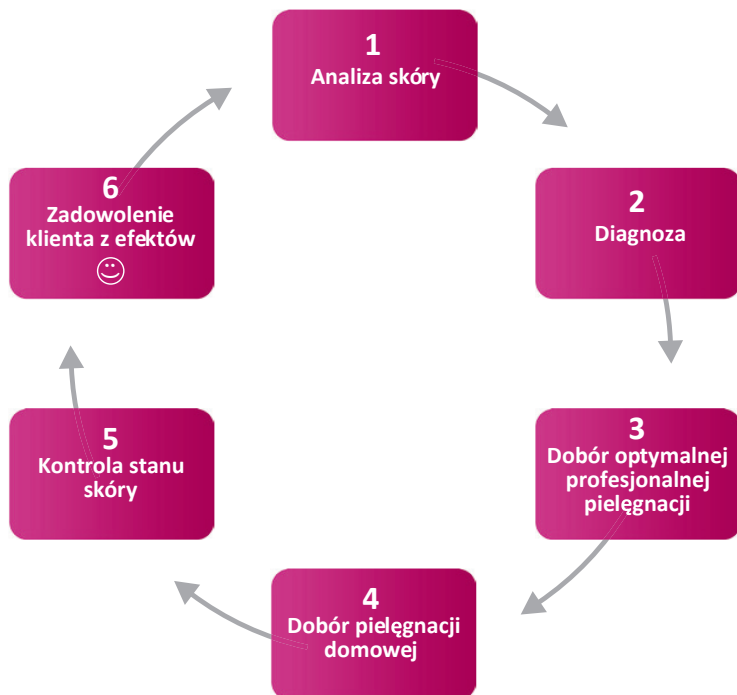 1
Analiza skóry
2
Diagnoza
3
Dobór optymalnej
profesjonalnej
pielęgnacji
4
Dobór pielęgnacji
domowej
5
Kontrola stanu
skóry
6
Zadowolenie
klienta z efektów